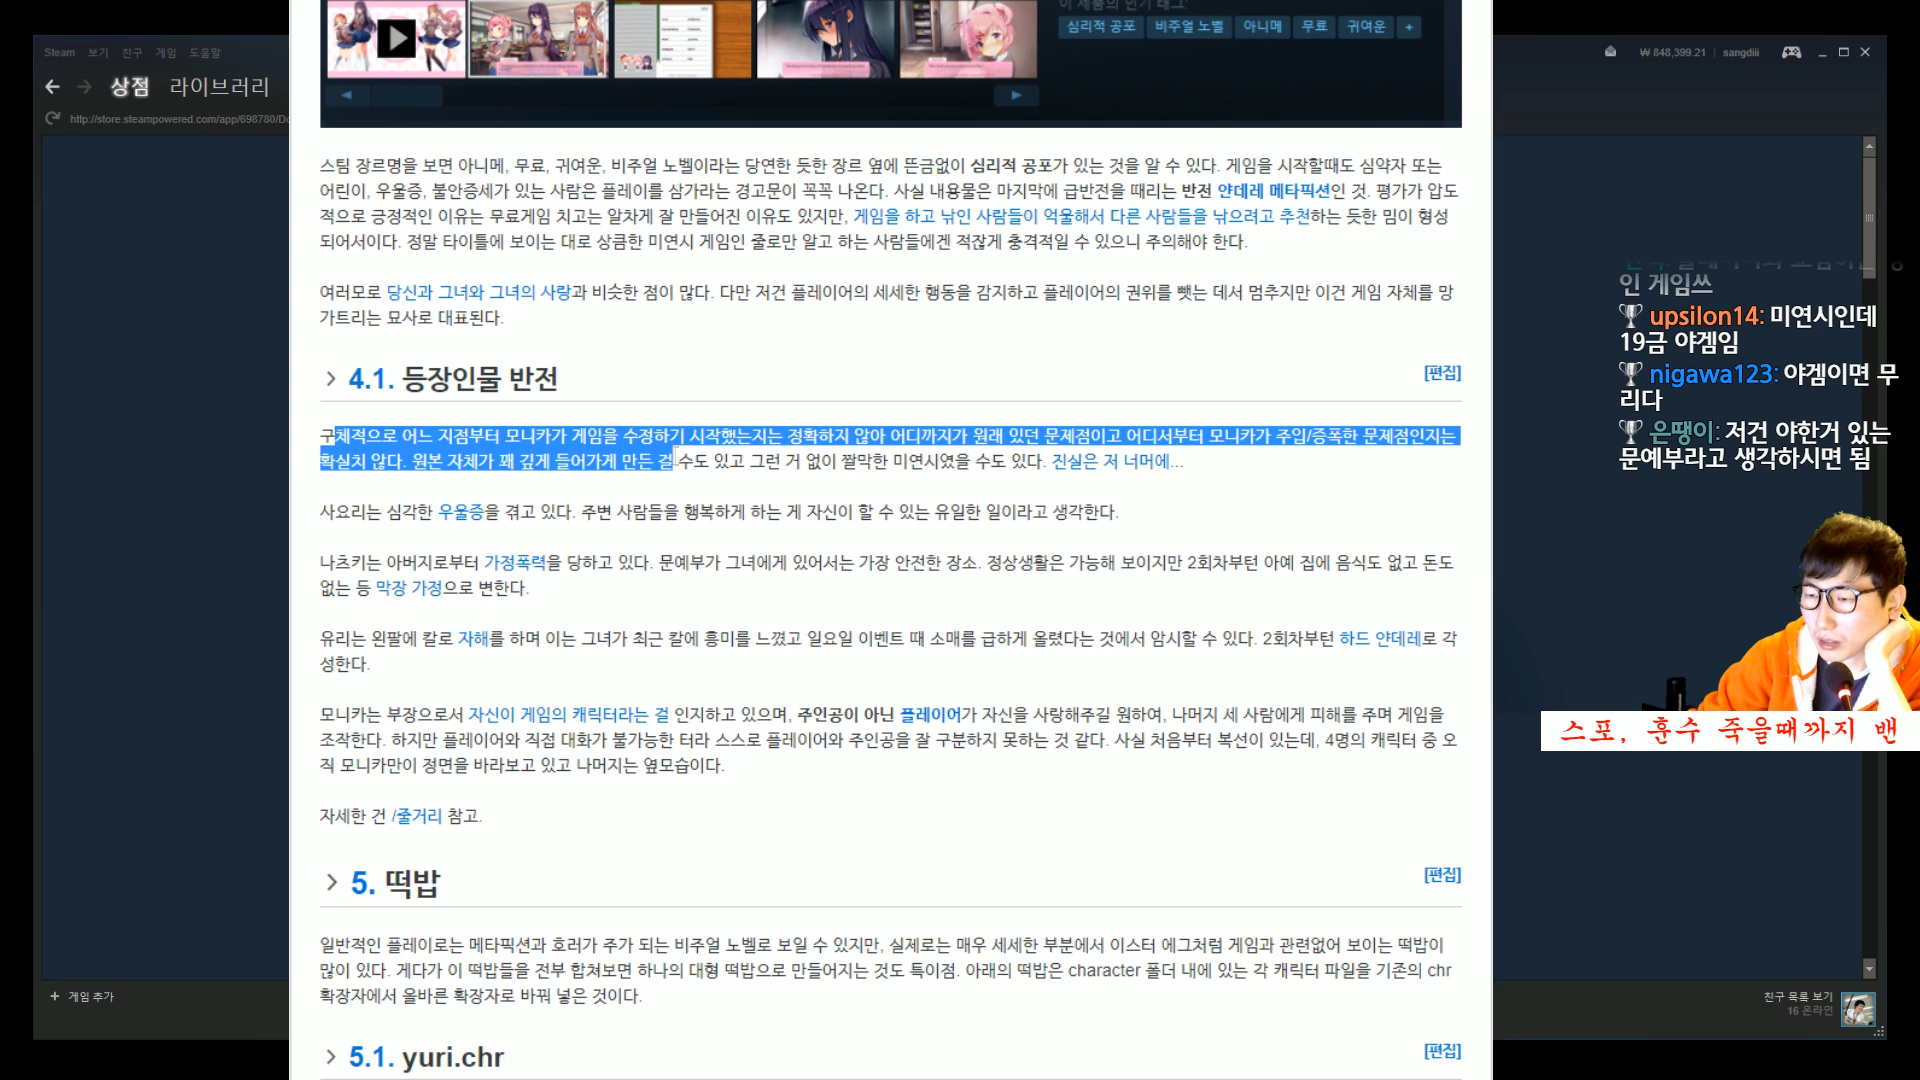 이 제품의 인기 태그:
심리적 공포 비주얼 노벨 아니메 무료 귀여운 +
Steam 보기 친구 게임 도움말
₩ 848,399.21 | sangdiii
상점 라이브러리
http://store.steampowered.com/app/698780/Do
스팀 장르명을 보면 아니메, 무료, 귀여운, 비주얼 노벨이라는 당연한 듯한 장르 옆에 뜬금없이 심리적 공포가 있는 것을 알 수 있다. 게임을 시작할때도 심약자 또는
어린이, 우울증, 불안증세가 있는 사람은 플레이를 삼가라는 경고문이 꼭꼭 나온다. 사실 내용물은 마지막에 급반전을 때리는 반전 얀데레 메타픽션인 것. 평가가 압도
적으로 긍정적인 이유는 무료게임 치고는 알차게 잘 만들어진 이유도 있지만, 게임을 하고 낚인 사람들이 억울해서 다른 사람들을 낚으려고 추천하는 듯한 밈이 형성
되어서이다. 정말 타이틀에 보이는 대로 상큼한 미연시 게임인 줄로만 알고 하는 사람들에겐 적잖게 충격적일 수 있으니 주의해야 한다.
여러모로 당신과 그녀와 그녀의 사랑과 비슷한 점이 많다. 다만 저건 플레이어의 세세한 행동을 감지하고 플레이어의 권위를 뺏는 데서 멈추지만 이건 게임 자체를 망
가트리는 묘사로 대표된다.
4.1. 등장인물 반전
[편집]
구체적으로 어느 지점부터 모니카가 게임을 수정하기 시작했는지는 정확하지 않아 어디까지가 원래 있던 문제점이고 어디서부터 모니카가 주입/증폭한 문제점인지는
확실치 않다. 원본 자체가 꽤 깊게 들어가게 만든 걸 수도 있고 그런 거 없이 짤막한 미연시였을 수도 있다. 진실은 저 너머에...
사요리는 심각한 우울증을 겪고 있다. 주변 사람들을 행복하게 하는 게 자신이 할 수 있는 유일한 일이라고 생각한다.
나츠키는 아버지로부터 가정폭력을 당하고 있다. 문예부가 그녀에게 있어서는 가장 안전한 장소. 정상생활은 가능해 보이지만 2회차부턴 아예 집에 음식도 없고 돈도
없는 등 막장 가정으로 변한다.
유리는 왼팔에 칼로 자해를 하며 이는 그녀가 최근 칼에 흥미를 느꼈고 일요일 이벤트 때 소매를 급하게 올렸다는 것에서 암시할 수 있다. 2회차부턴 하드 얀데레로 각
성한다.
모니카는 부장으로서 자신이 게임의 캐릭터라는 걸 인지하고 있으며, 주인공이 아닌 플레이어가 자신을 사랑해주길 원하여, 나머지 세 사람에게 피해를 주며 게임을
조작한다. 하지만 플레이어와 직접 대화가 불가능한 터라 스스로 플레이어와 주인공을 잘 구분하지 못하는 것 같다. 사실 처음부터 복선이 있는데, 4명의 캐릭터 중 오
직 모니카만이 정면을 바라보고 있고 나머지는 옆모습이다.
자세한 건 /줄거리 참고.
5. 떡밥
[편집]
일반적인 플레이로는 메타픽션과 호러가 주가 되는 비주얼 노벨로 보일 수 있지만, 실제로는 매우 세세한 부분에서 이스터 에그처럼 게임과 관련없어 보이는 떡밥이
많이 있다. 게다가 이 떡밥들을 전부 합쳐보면 하나의 대형 떡밥으로 만들어지는 것도 특이점. 아래의 떡밥은 character 폴더 내에 있는 각 캐릭터 파일을 기존의 chr
확장자에서 올바른 확장자로 바꿔 넣은 것이다.
5.1. yuri.chr
[편집]
인 게임쓰
upsilon14: 미연시인데
19금 야겜임
nigawa123: 야겜이면 무
리다
은땡이: 저건 야한거 있는
문예부라고 생각하시면 됨
스포, 훈수 죽을때까지 밴
+ 게임 추가
친구 목록 보기
16 온라인